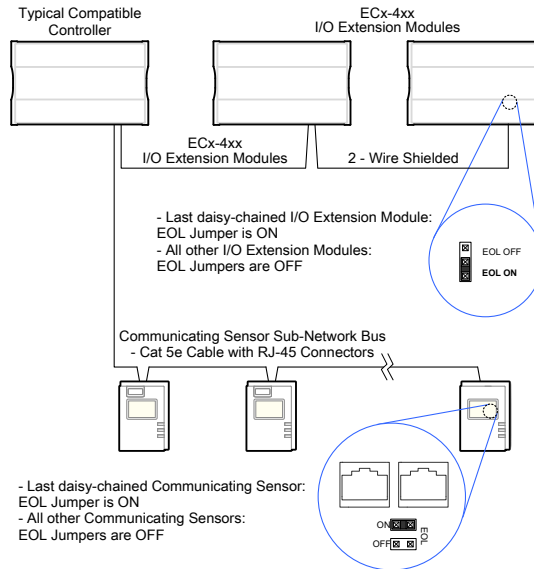 Typical Compatible
Controller
ECx-4xx
I/O Extension Modules
ECx-4xx
I/O Extension Modules
2 - Wire Shielded
- Last daisy-chained I/O Extension Module:
EOL Jumper is ON
- All other I/O Extension Modules:
EOL Jumpers are OFF
EOL OFF
EOL ON
Communicating Sensor Sub-Network Bus
- Cat 5e Cable with RJ-45 Connectors
- Last daisy-chained Communicating Sensor:
EOL Jumper is ON
- All other Communicating Sensors:
EOL Jumpers are OFF
ON
OFF
EOL